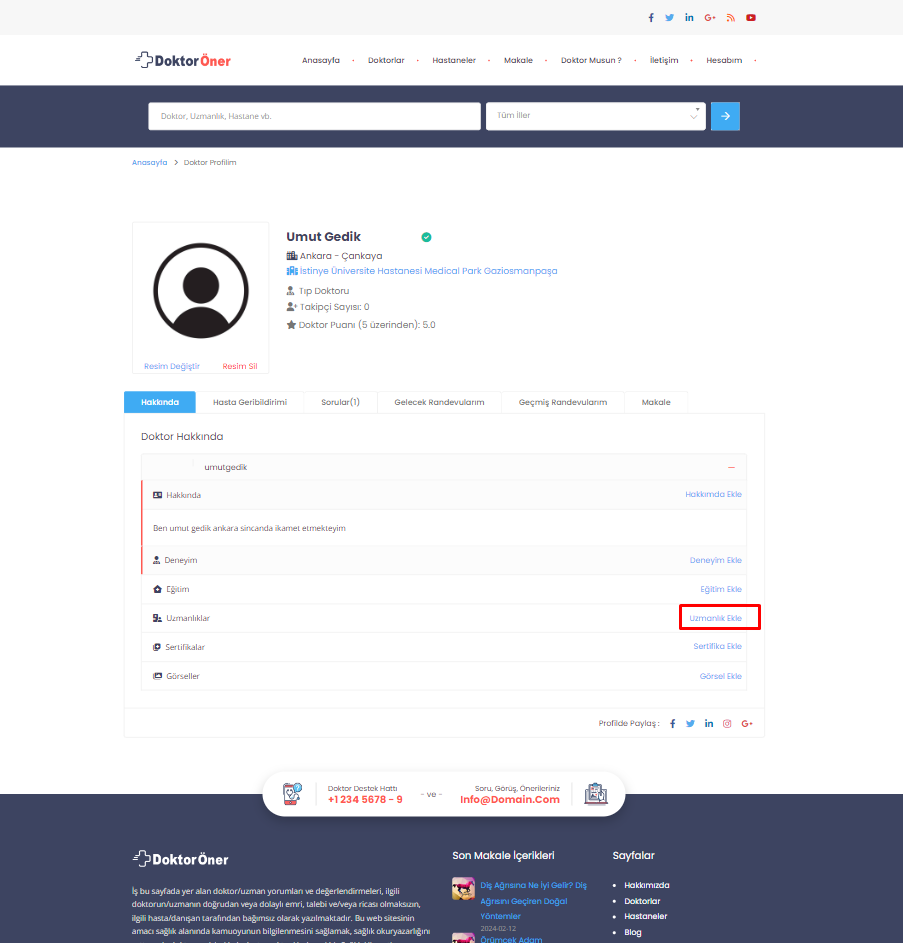 DoktorÖner
Anasayfa Doktorlar Hastaneler Makale Doktor Musun ? İletişim Hesabım
Doktor, Uzmanlık, Hastane vb. Tüm İller
Anasayfa > Doktor Profilim
Umut Gedik
Ankara - Çankaya
İstinye Üniversite Hastanesi Medical Park Gaziosmanpaşa
Tıp Doktoru
Takipçi Sayısı: 0
Doktor Puanı (5 üzerinden): 5.0
Resim Değiştir Resim Sil
Hakkında Hasta Geribildirimi Sorular(1) Gelecek Randevularım Geçmiş Randevularım Makale
Doktor Hakkında
umutgedik
Hakkında Hakkımda Ekle
Ben umut gedik ankara sincanda ikamet etmekteyim
Deneyim Deneyim Ekle
Eğitim Eğitim Ekle
Uzmanlıklar Uzmanlık Ekle
Sertifikalar Sertifika Ekle
Görseller Görsel Ekle
Profilde Paylaş :
Doktor Destek Hattı
+1 234 5678 - 9
- ve -
Soru, Görüş, Önerileriniz
Info@Domain.Com
DoktorÖner
İş bu sayfada yer alan doktor/uzman yorumları ve değerlendirmeleri, ilgili
doktorun/uzmanın doğrudan veya dolaylı emri, talebi ve/veya ricası olmaksızın,
ilgili hasta/danışan tarafından bağımsız olarak yazılmaktadır. Bu web sitesinin
amacı sağlık alanında kamuoyunun bilgilenmesini sağlamak, sağlık okuryazarlığını
Son Makale İçerikleri
Diş Ağrısına Ne İyi Gelir? Diş
Ağrısını Geçiren Doğal
Yöntemler
2024-02-12
Örümcek Adam
Sayfalar
Hakkımızda
Doktorlar
Hastaneler
Blog